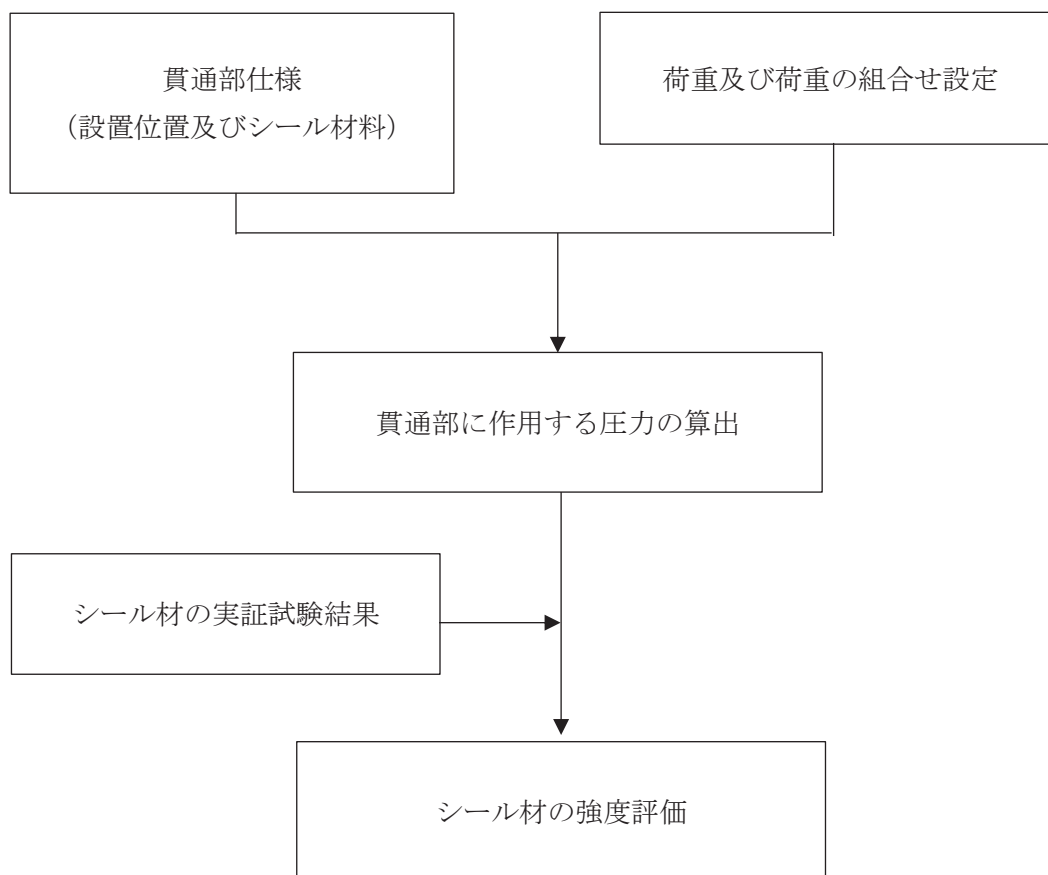 貫通部仕様
（設置位置及びシール材料）
荷重及び荷重の組合せ設定
貫通部に作用する圧力の算出
シール材の実証試験結果
シール材の強度評価